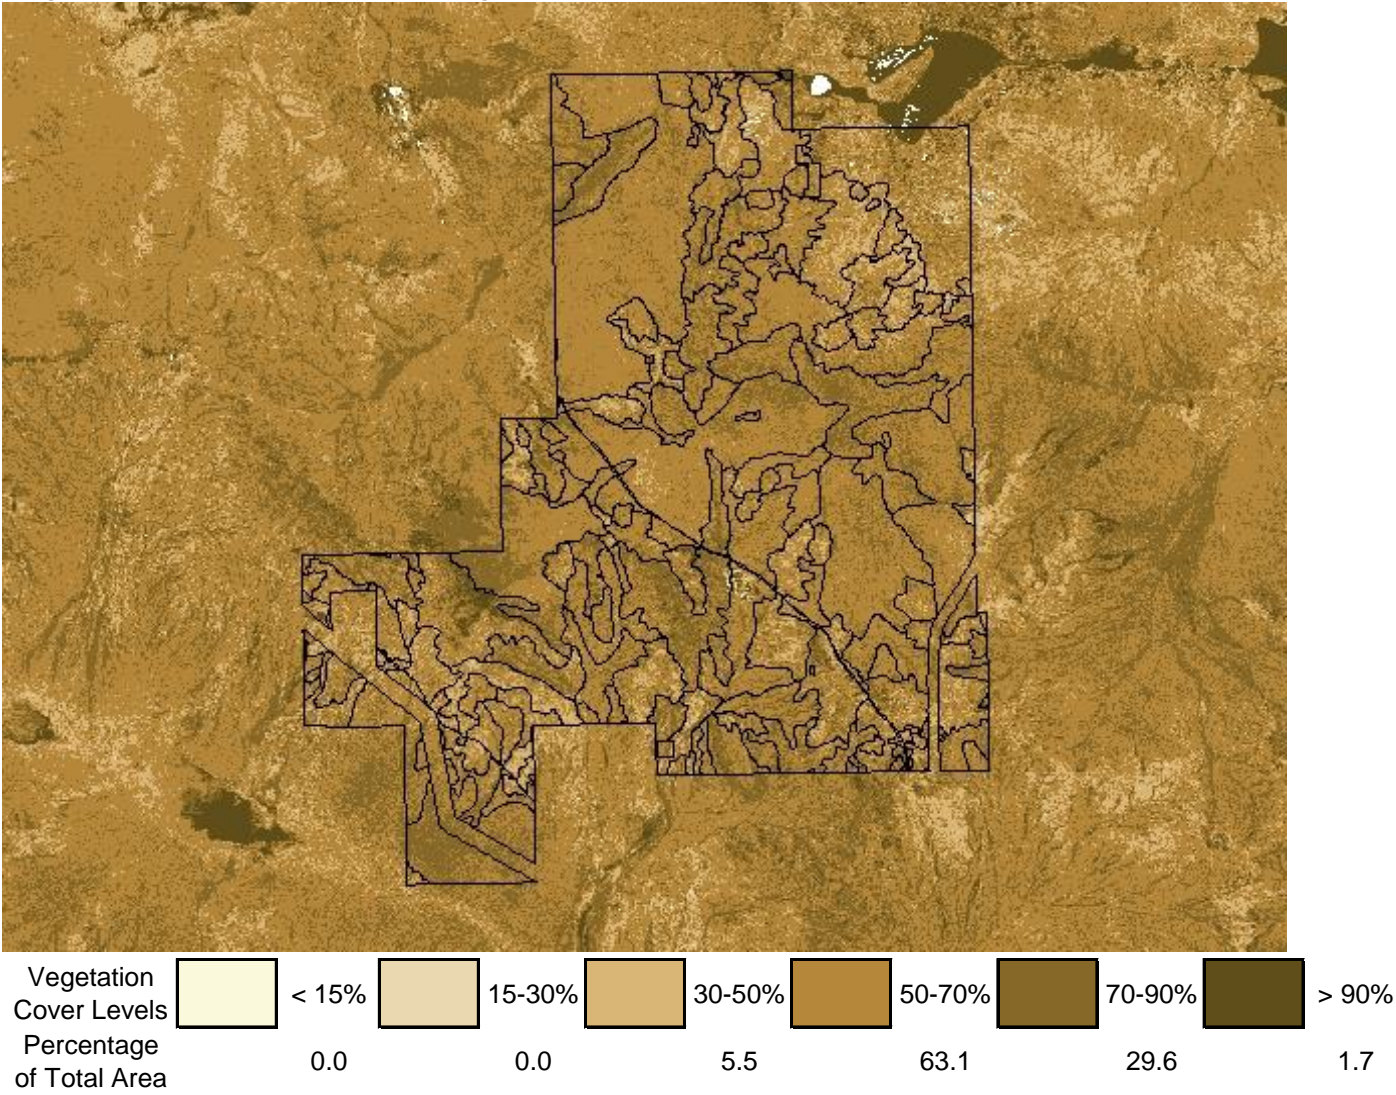 Vegetation
Cover Levels
< 15% 15-30% 30-50% 50-70% 70-90% > 90%
Percentage
of Total Area
0.0 0.0 5.5 63.1 29.6 1.7